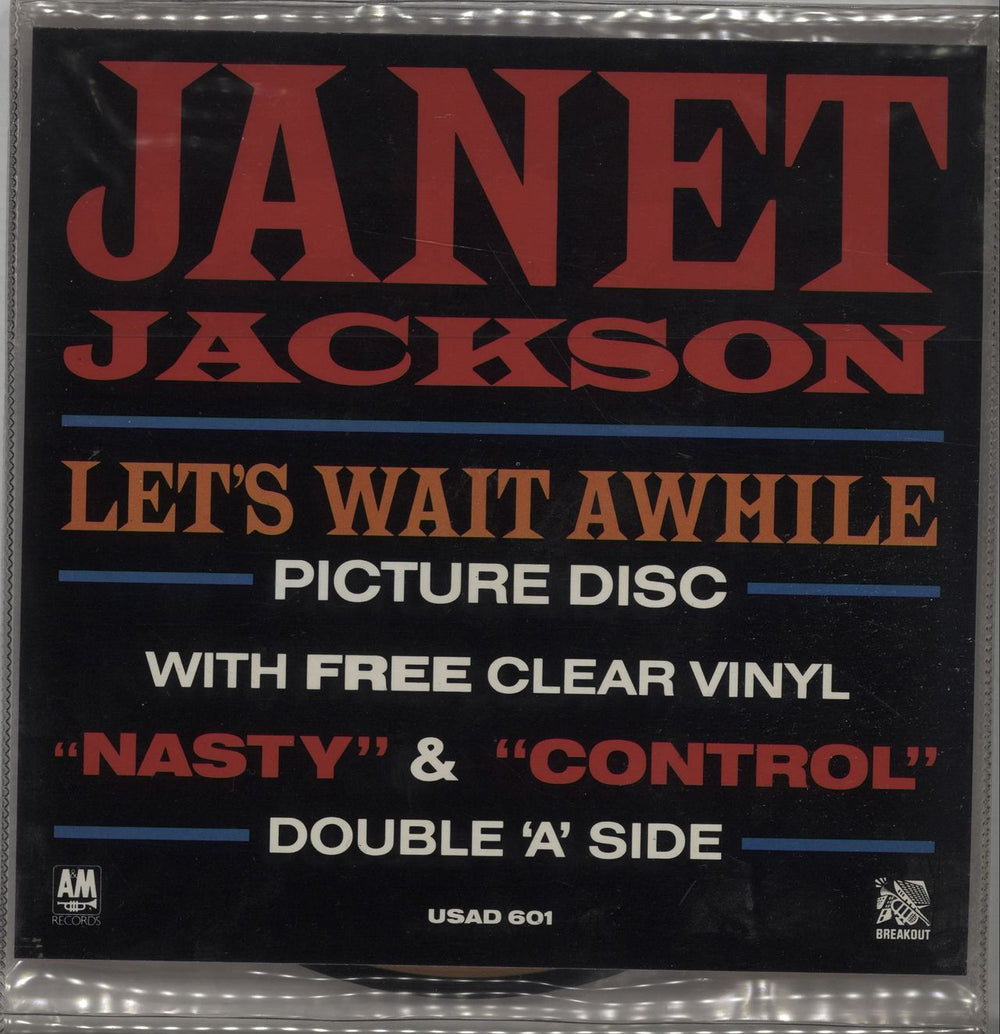 JANET
JACKSON
LET'S WAIT AWHILE
PICTURE DISC
WITH FREE CLEAR VINYL
“NASTY” & “CONTROL”
DOUBLE ‘A’ SIDE
A&M
RECORDS
USAD 601
BREAKOUT